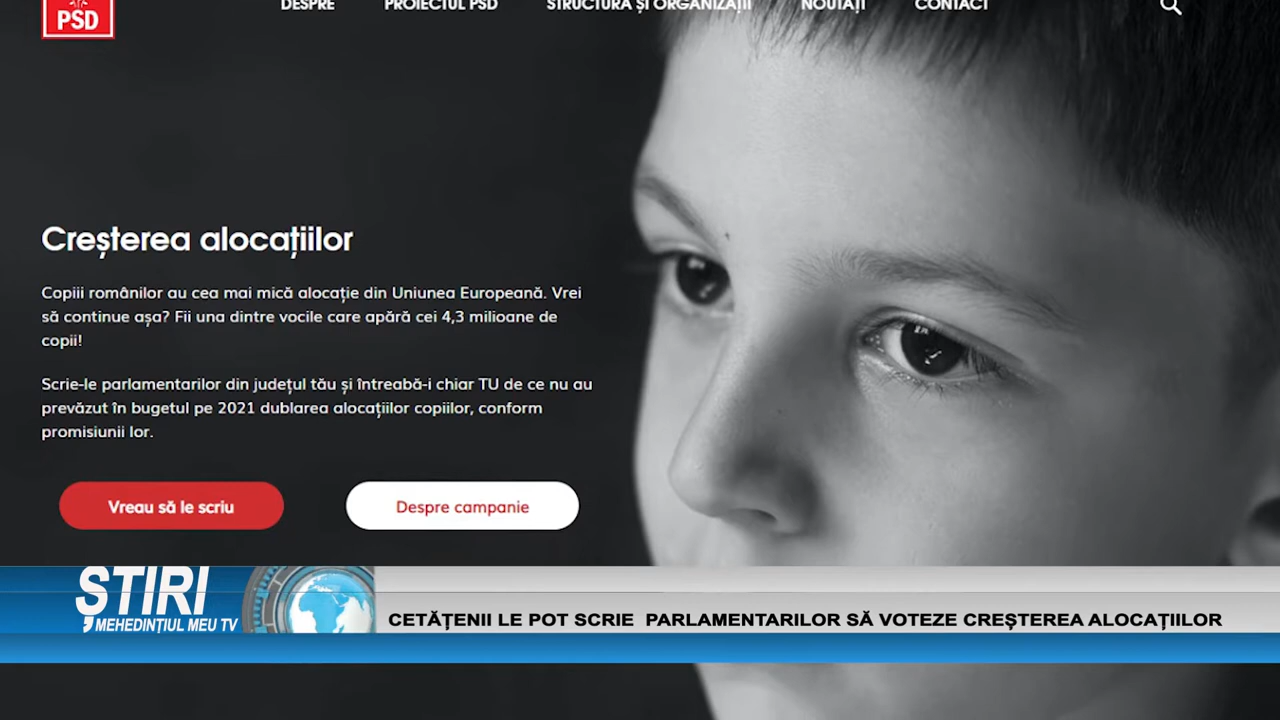 PSD
DESPRE PROIECTUL PSD STRUCTURA ȘI ORGANIZAȚII NOUTĂȚI CONTACT
Creșterea alocațiilor
Copiii românilor au cea mai mică alocație din Uniunea Europeană. Vrei
să continue așa? Fii una dintre vocile care apără cei 4,3 milioane de
copii!
Scrie-le parlamentarilor din județul tău și întreabă-i chiar TU de ce nu au
prevăzut în bugetul pe 2021 dublarea alocațiilor copiilor, conform
promisiunii lor.
Vreau să le scriu Despre campanie
ȘTIRI
MEHEDINȚIUL MEU TV
CETĂȚENII LE POT SCRIE PARLAMENTARILOR SĂ VOTEZE CREȘTEREA ALOCAȚIILOR